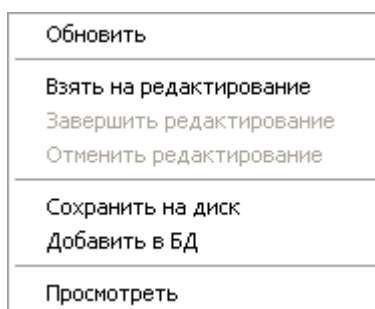 Обновить
Взять на редактирование
Завершить редактирование
Отменить редактирование
Сохранить на диск
Добавить в БД
Просмотреть